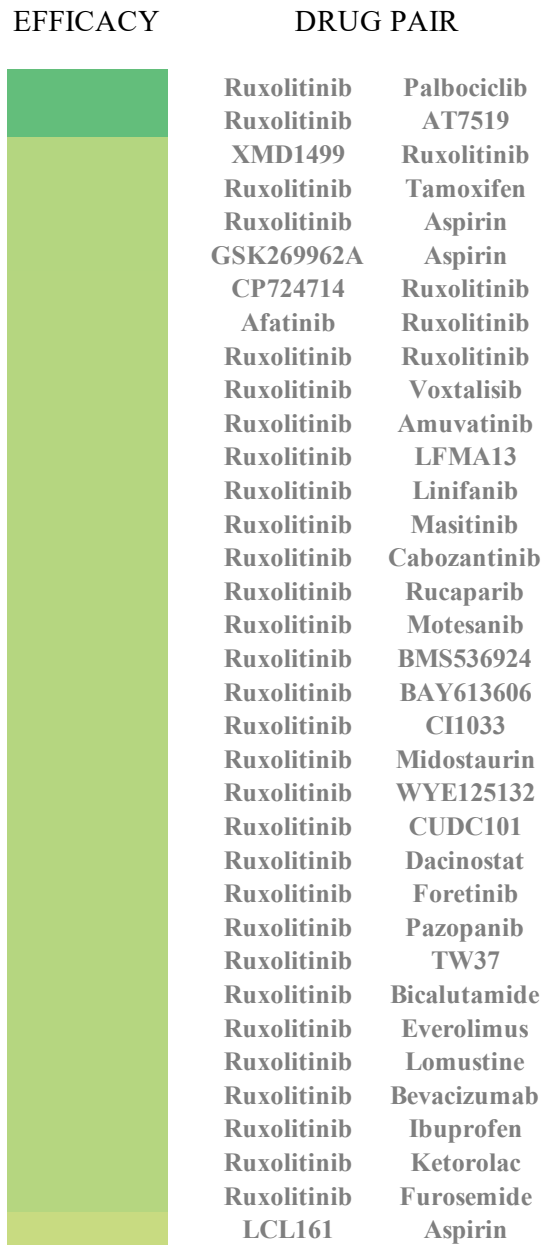 EFFICACY DRUG PAIR
Ruxolitinib Palbociclib
Ruxolitinib AT7519
XMD1499 Ruxolitinib
Ruxolitinib Tamoxifen
Ruxolitinib Aspirin
GSK269962A Aspirin
CP724714 Ruxolitinib
Afatinib Ruxolitinib
Ruxolitinib Ruxolitinib
Ruxolitinib Voxtalisib
Ruxolitinib Amuvatinib
Ruxolitinib LFMA13
Ruxolitinib Linifanib
Ruxolitinib Masitinib
Ruxolitinib Cabozantinib
Ruxolitinib Rucaparib
Ruxolitinib Motesanib
Ruxolitinib BMS536924
Ruxolitinib BAY613606
Ruxolitinib CI1033
Ruxolitinib Midostaurin
Ruxolitinib WYE125132
Ruxolitinib CUDC101
Ruxolitinib Dacinostat
Ruxolitinib Foretinib
Ruxolitinib Pazopanib
Ruxolitinib TW37
Ruxolitinib Bicalutamide
Ruxolitinib Everolimus
Ruxolitinib Lomustine
Ruxolitinib Bevacizumab
Ruxolitinib Ibuprofen
Ruxolitinib Ketorolac
Ruxolitinib Furosemide
LCL161 Aspirin